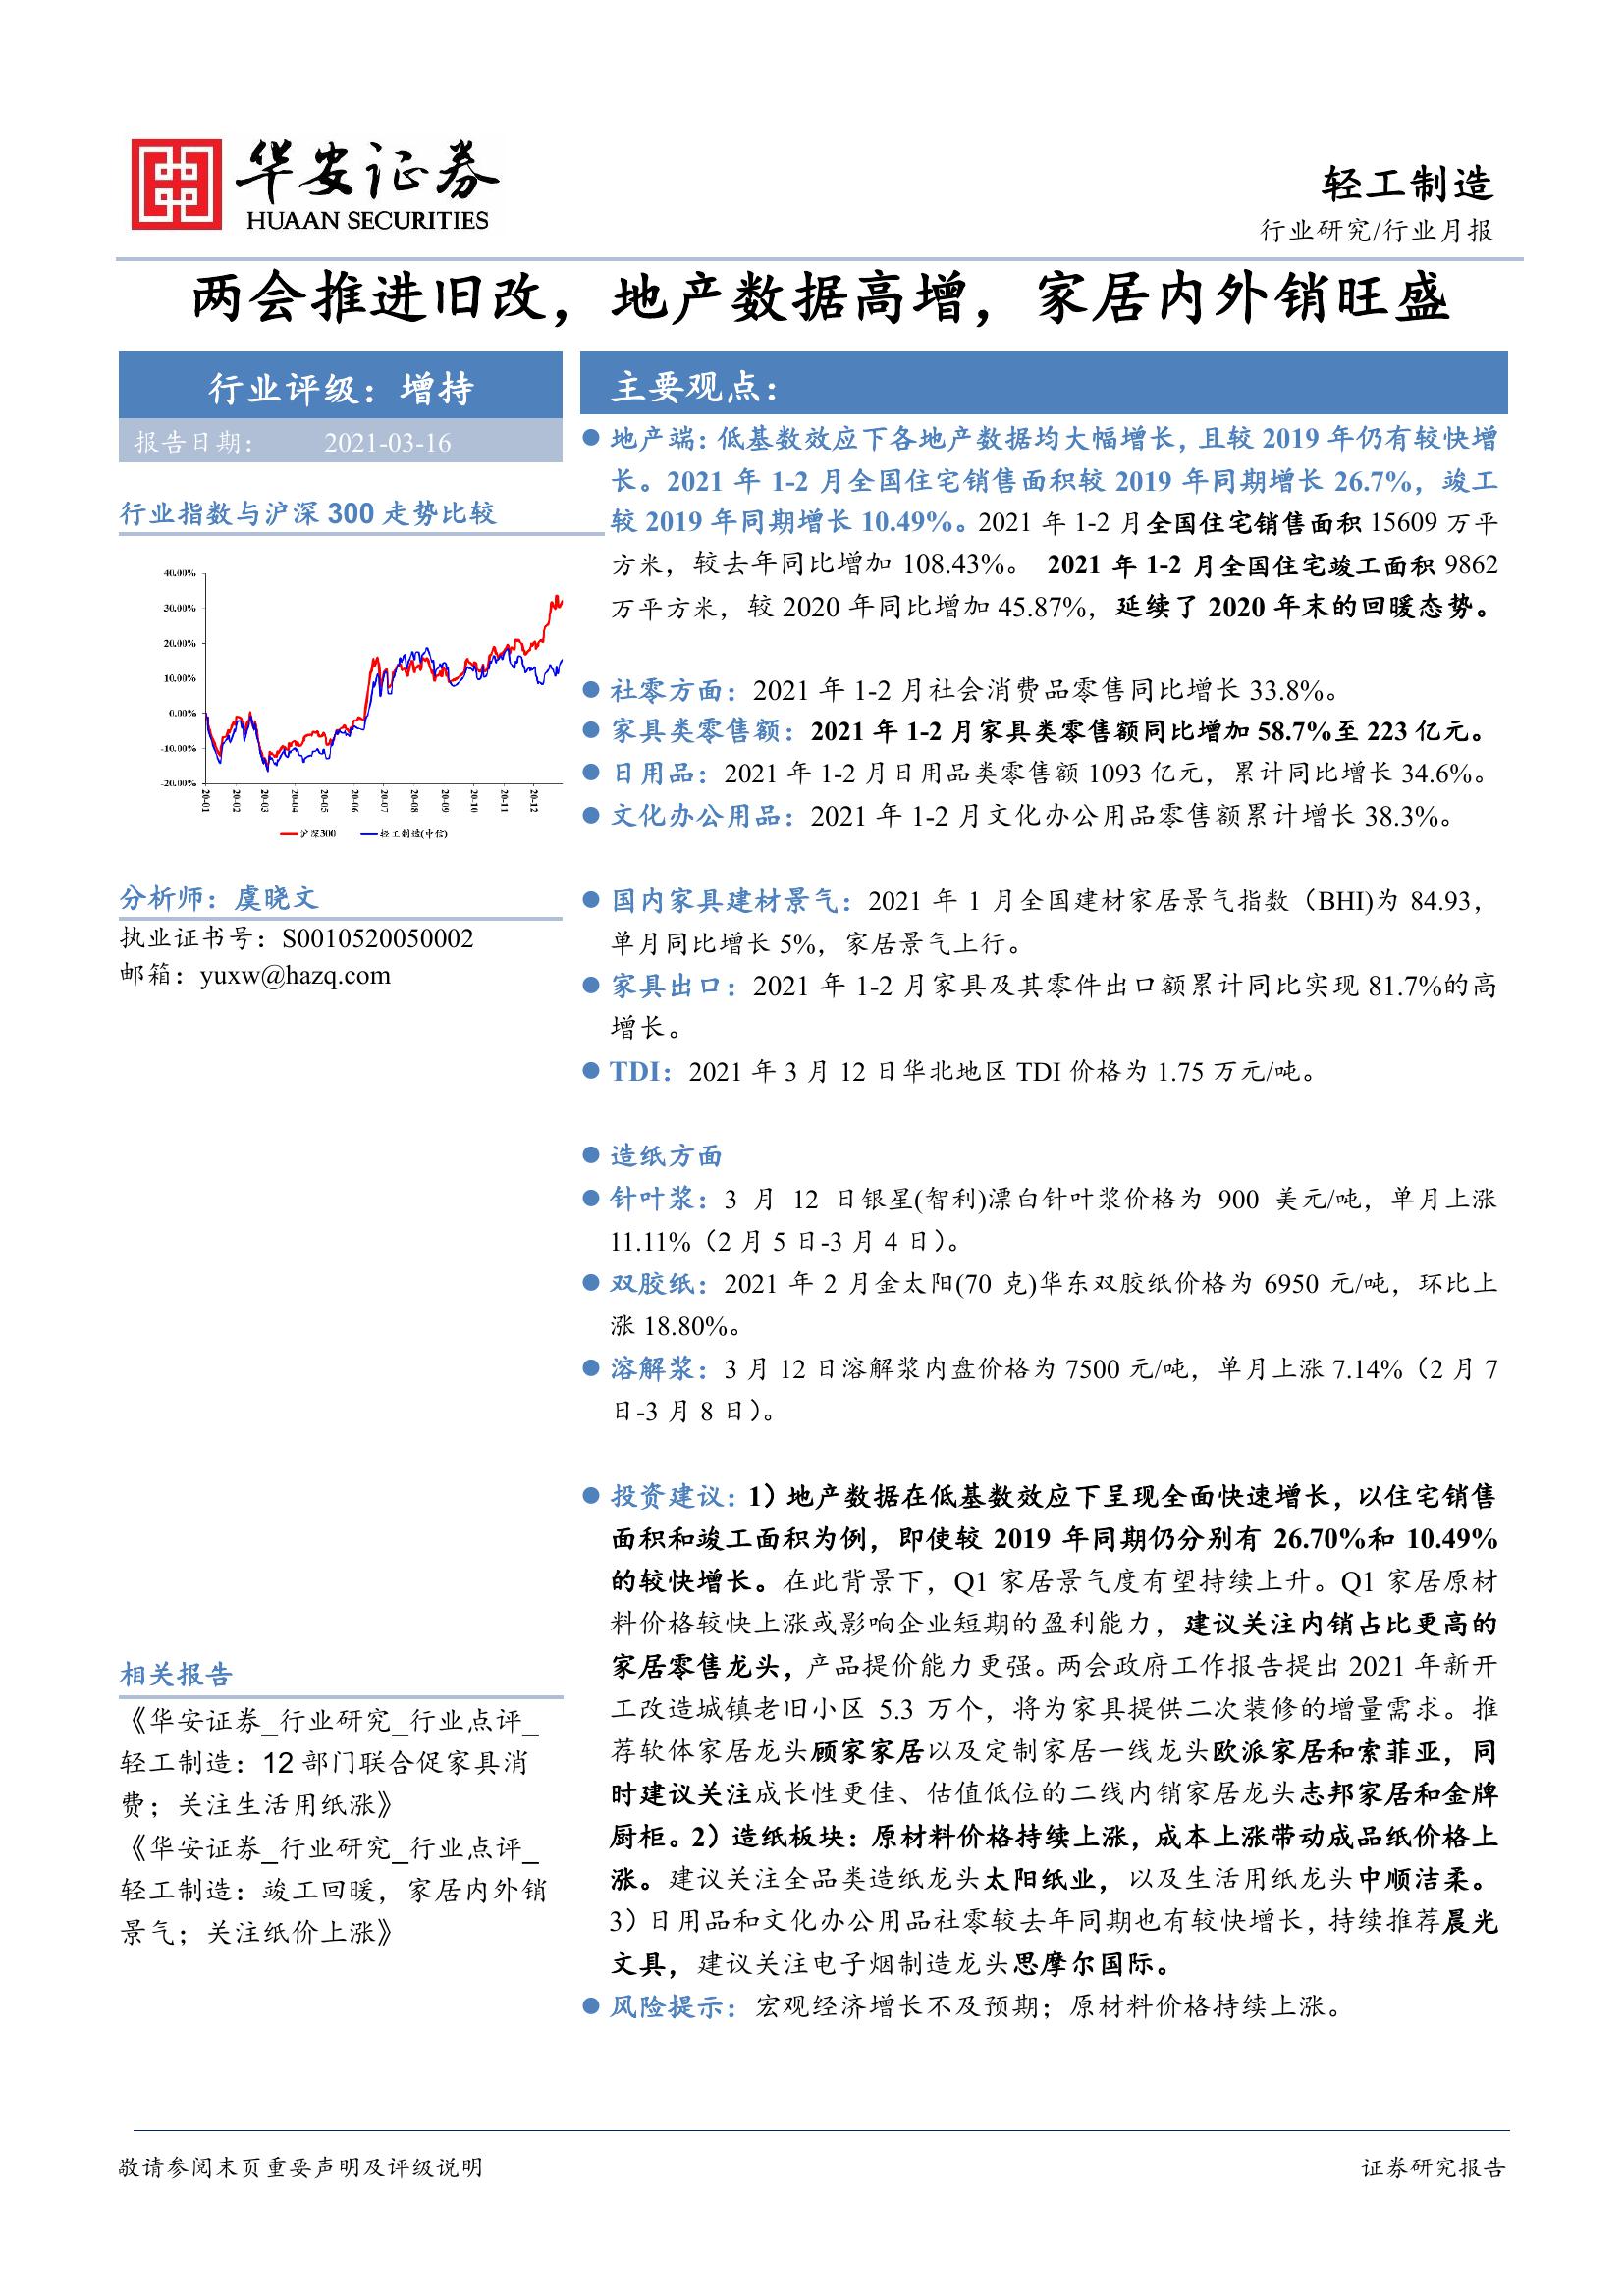 华安证券
HUAAN SECURITIES
轻工制造
行业研究/行业月报
两会推进旧改，地产数据高增，家居内外销旺盛
行业评级：增持
报告日期： 2021-03-16
行业指数与沪深 300 走势比较
40.00%
30.00%
20.00%
10.00%
0.00%
-10.00%
-20.00%
20-01
20-02
20-03
20-04
20-05
20-06
20-07
20-08
20-09
20-10
20-11
20-12
沪深300 轻工制造(中信)
分析师：虞晓文
执业证书号：S0010520050002
邮箱：yuxw@hazq.com
相关报告
《华安证券_行业研究_行业点评_
轻工制造：12 部门联合促家具消
费；关注生活用纸涨》
《华安证券_行业研究_行业点评_
轻工制造：竣工回暖，家居内外销
景气；关注纸价上涨》
主要观点：
● 地产端：低基数效应下各地产数据均大幅增长，且较 2019 年仍有较快增
长。2021 年 1-2 月全国住宅销售面积较 2019 年同期增长 26.7%，竣工
较 2019 年同期增长 10.49%。2021 年 1-2 月全国住宅销售面积 15609 万平
方米，较去年同比增加 108.43%。 2021 年 1-2 月全国住宅竣工面积 9862
万平方米，较 2020 年同比增加 45.87%，延续了 2020 年末的回暖态势。
● 社零方面：2021 年 1-2 月社会消费品零售同比增长 33.8%。
● 家具类零售额：2021 年 1-2 月家具类零售额同比增加 58.7%至 223 亿元。
● 日用品：2021 年 1-2 月日用品类零售额 1093 亿元，累计同比增长 34.6%。
● 文化办公用品：2021 年 1-2 月文化办公用品零售额累计增长 38.3%。
● 国内家具建材景气：2021 年 1 月全国建材家居景气指数（BHI)为 84.93，
单月同比增长 5%，家居景气上行。
● 家具出口：2021 年 1-2 月家具及其零件出口额累计同比实现 81.7%的高
增长。
● TDI：2021 年 3 月 12 日华北地区 TDI 价格为 1.75 万元/吨。
● 造纸方面
● 针叶浆：3 月 12 日银星(智利)漂白针叶浆价格为 900 美元/吨，单月上涨
11.11%（2 月 5 日-3 月 4 日）。
● 双胶纸：2021 年 2 月金太阳(70 克)华东双胶纸价格为 6950 元/吨，环比上
涨 18.80%。
● 溶解浆：3 月 12 日溶解浆内盘价格为 7500 元/吨，单月上涨 7.14%（2 月 7
日-3 月 8 日）。
● 投资建议：1）地产数据在低基数效应下呈现全面快速增长，以住宅销售
面积和竣工面积为例，即使较 2019 年同期仍分别有 26.70%和 10.49%
的较快增长。在此背景下，Q1 家居景气度有望持续上升。Q1 家居原材
料价格较快上涨或影响企业短期的盈利能力，建议关注内销占比更高的
家居零售龙头，产品提价能力更强。两会政府工作报告提出 2021 年新开
工改造城镇老旧小区 5.3 万个，将为家具提供二次装修的增量需求。推
荐软体家居龙头顾家家居以及定制家居一线龙头欧派家居和索菲亚，同
时建议关注成长性更佳、估值低位的二线内销家居龙头志邦家居和金牌
厨柜。2）造纸板块：原材料价格持续上涨，成本上涨带动成品纸价格上
涨。建议关注全品类造纸龙头太阳纸业，以及生活用纸龙头中顺洁柔。
3）日用品和文化办公用品社零较去年同期也有较快增长，持续推荐晨光
文具，建议关注电子烟制造龙头思摩尔国际。
● 风险提示：宏观经济增长不及预期；原材料价格持续上涨。
敬请参阅末页重要声明及评级说明 证券研究报告